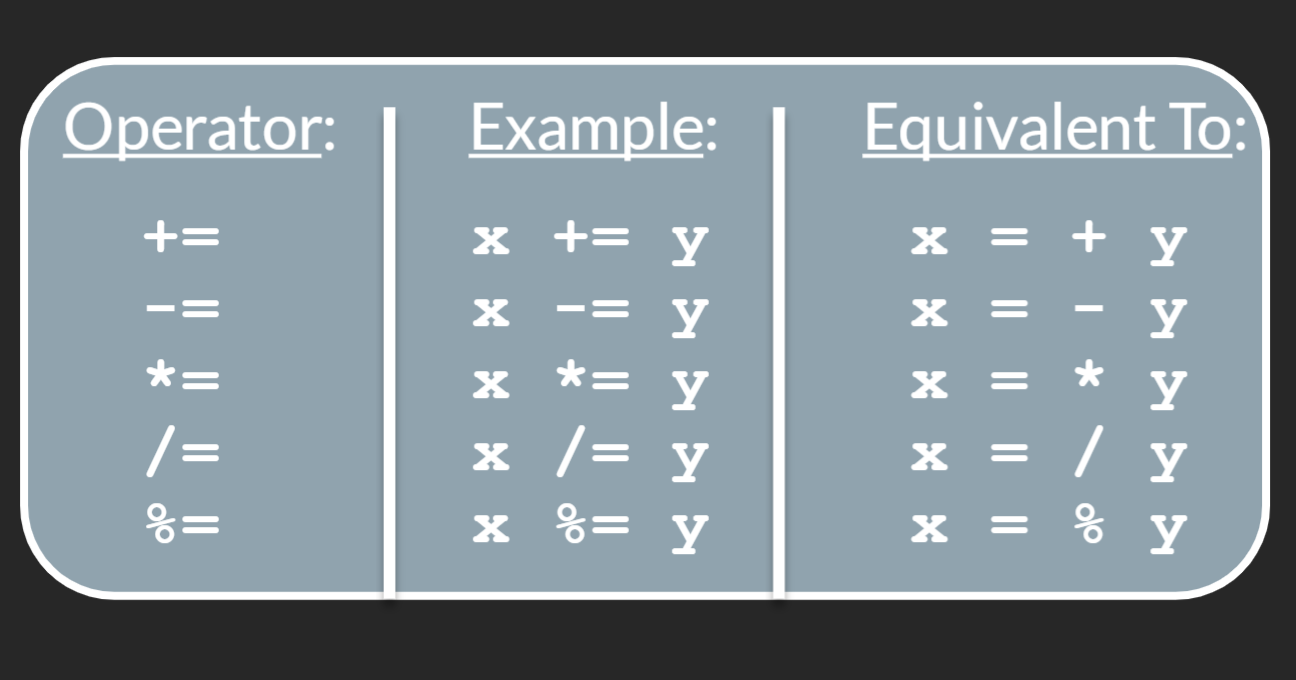 Operator: Example: Equivalent To:
+= x += y x = + y
-= x -= y x = - y
*= x *= y x = * y
/= x /= y x = / y
%= x %= y x = % y